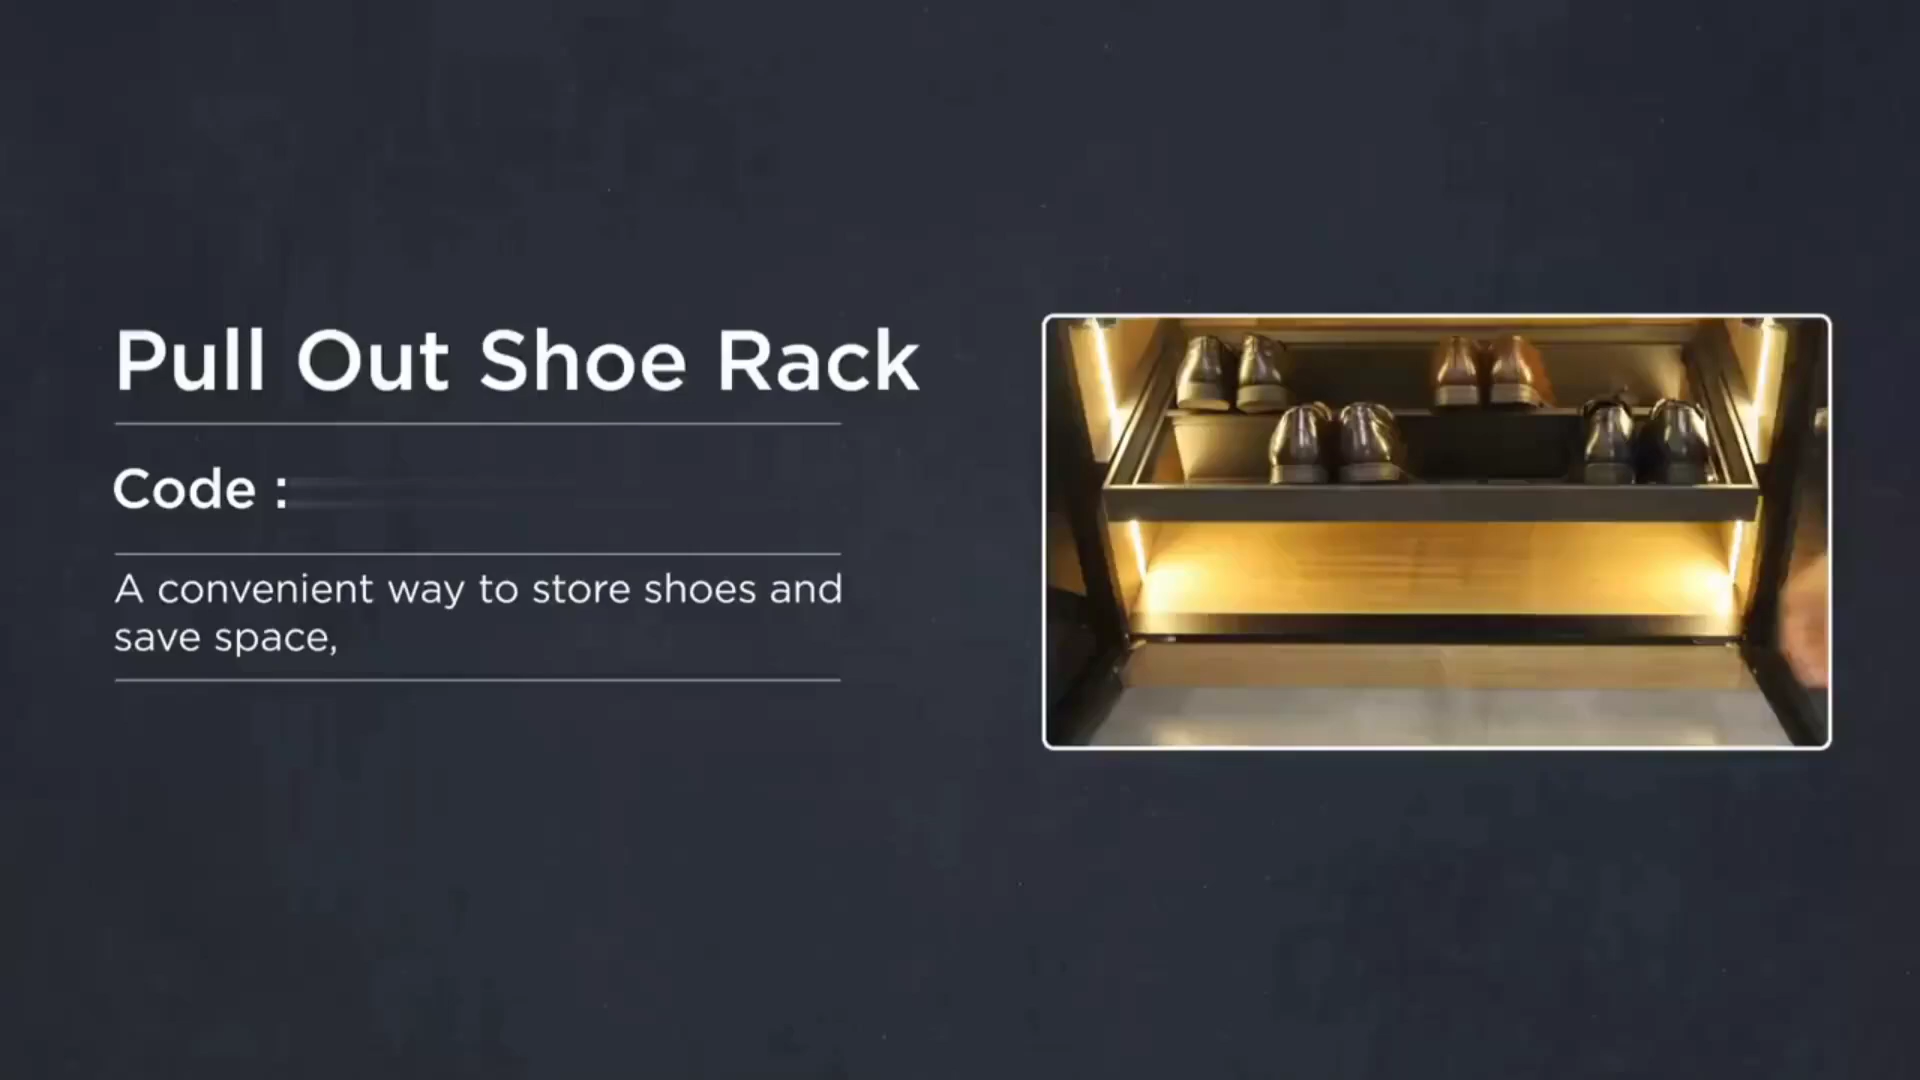 Pull Out Shoe Rack
Code :
A convenient way to store shoes and
save space,